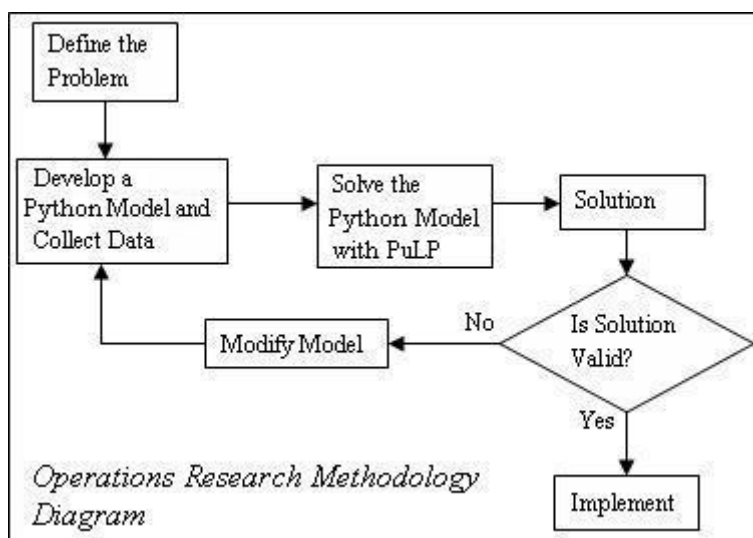 Define the
Problem
Develop a
Python Model and
Collect Data
Solve the
Python Model
with PuLP
Solution
Is Solution
Valid?
No
Modify Model
Yes
Implement
Operations Research Methodology
Diagram